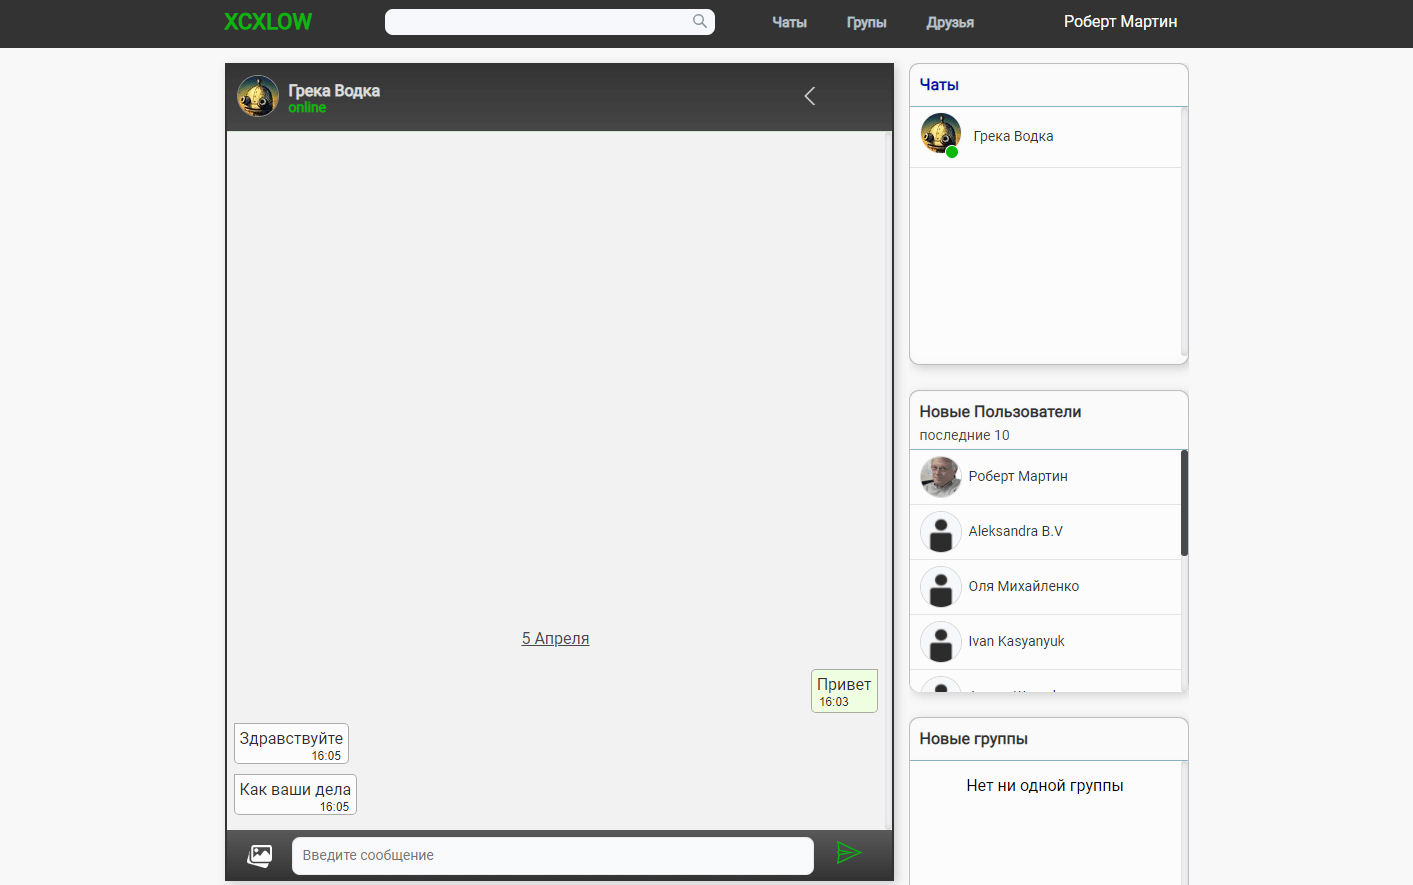 XCXLOW
Чаты
Групы
Друзья
Роберт Мартин
Грека Водка
online
5 Апреля
Привет
16:03
Здравствуйте
16:05
Как ваши дела
16:05
Введите сообщение
Чаты
Грека Водка
Новые Пользователи
последние 10
Роберт Мартин
Aleksandra B.V
Оля Михайленко
Ivan Kasyanyuk
Новые группы
Нет ни одной группы